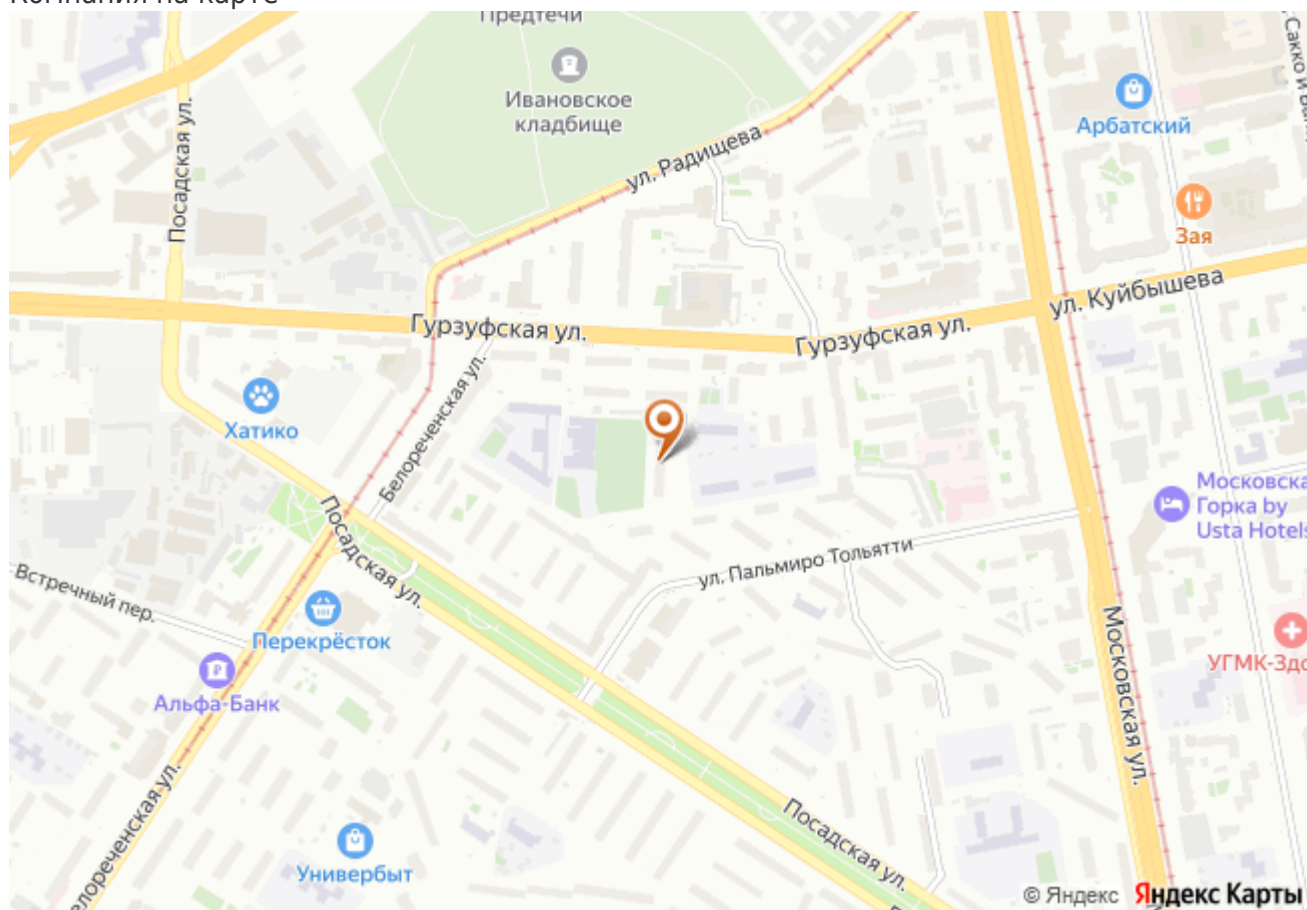 Компания на карте
Предтечи
Ивановское
кладбище
Посадская ул.
ул. Радищева
Арбатский
Зая
ул. Куйбышева
Гурзуфская ул.
Гурзуфская ул.
Хатико
Белореченская ул.
Московска
Горка by
Usta Hotels
Посадская ул.
ул. Пальмиро Тольятти
Встречный пер.
Перекрёсток
УГМК-Здо
Альфа-Банк
Московская ул.
елореченская ул.
Посадская ул.
Универбыт
© Яндекс Яндекс Карты